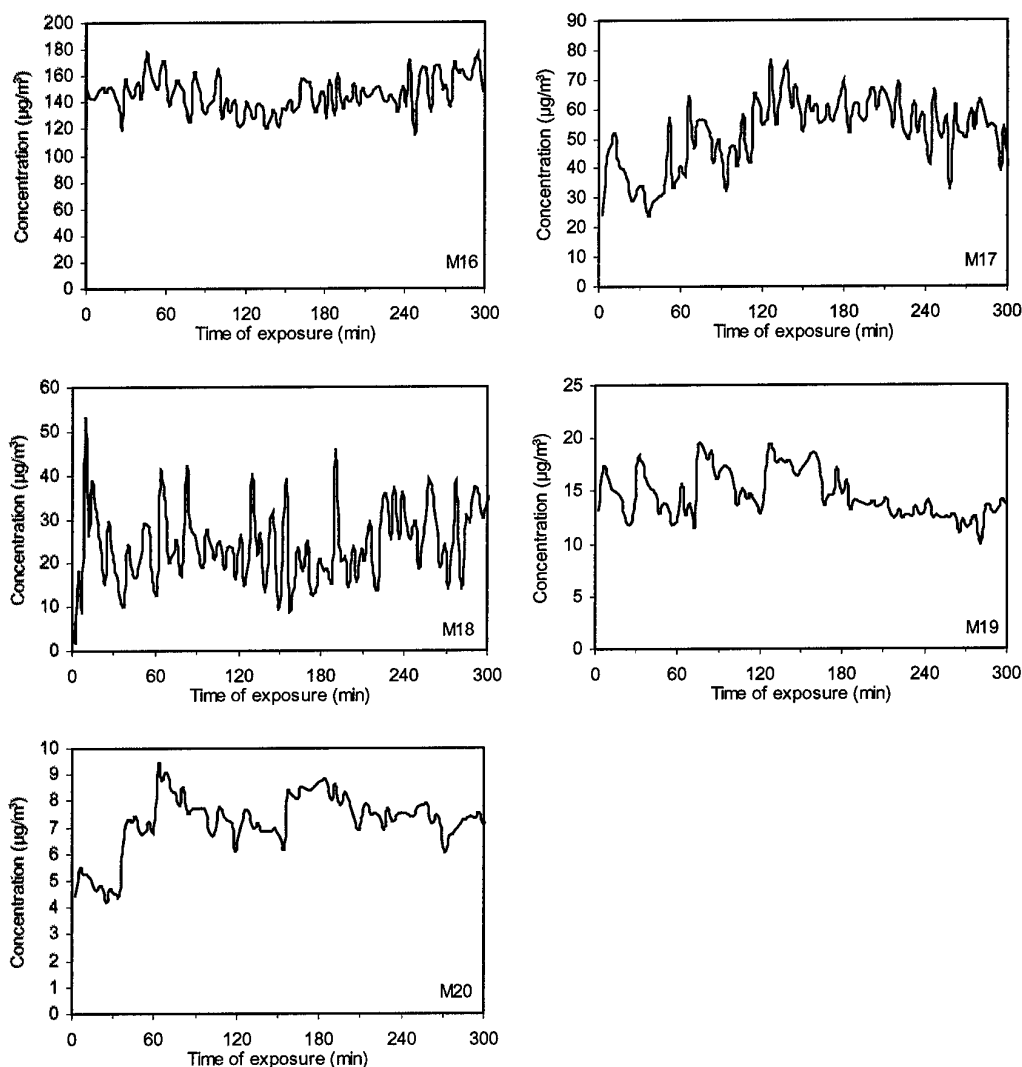 Concentration (µg/m³)
200
180
160
140
120
100
80
60
40
20
0
M16
0 60 120 180 240 300
Time of exposure (min)
Concentration (µg/m³)
90
80
70
60
50
40
30
20
10
0
M17
0 60 120 180 240 300
Time of exposure (min)
Concentration (µg/m³)
60
50
40
30
20
10
0
M18
0 60 120 180 240 300
Time of exposure (min)
Concentration (µg/m³)
25
20
15
10
5
0
M19
0 60 120 180 240 300
Time of exposure (min)
Concentration (µg/m³)
10
9
8
7
6
5
4
3
2
1
0
M20
0 60 120 180 240 300
Time of exposure (min)